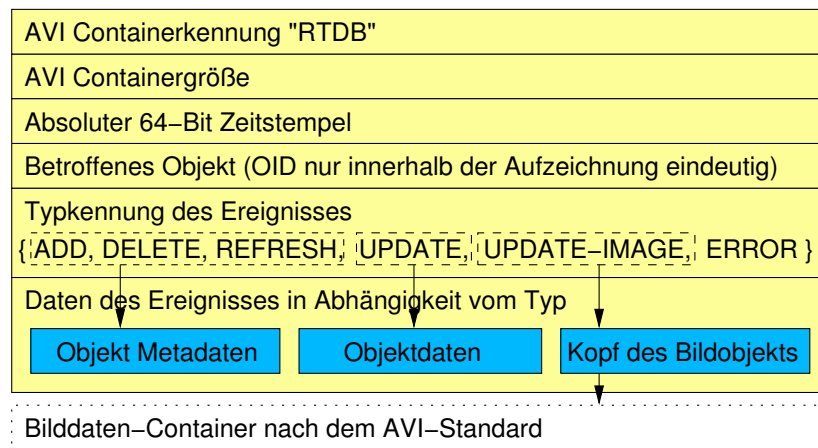 AVI Containerkennung "RTDB"
AVI Containergröße
Absoluter 64−Bit Zeitstempel
Betroffenes Objekt (OID nur innerhalb der Aufzeichnung eindeutig)
Typkennung des Ereignisses
{ ADD, DELETE, REFRESH, UPDATE, UPDATE−IMAGE, ERROR }
Daten des Ereignisses in Abhängigkeit vom Typ
Objekt Metadaten Objektdaten Kopf des Bildobjekts
Bilddaten−Container nach dem AVI−Standard